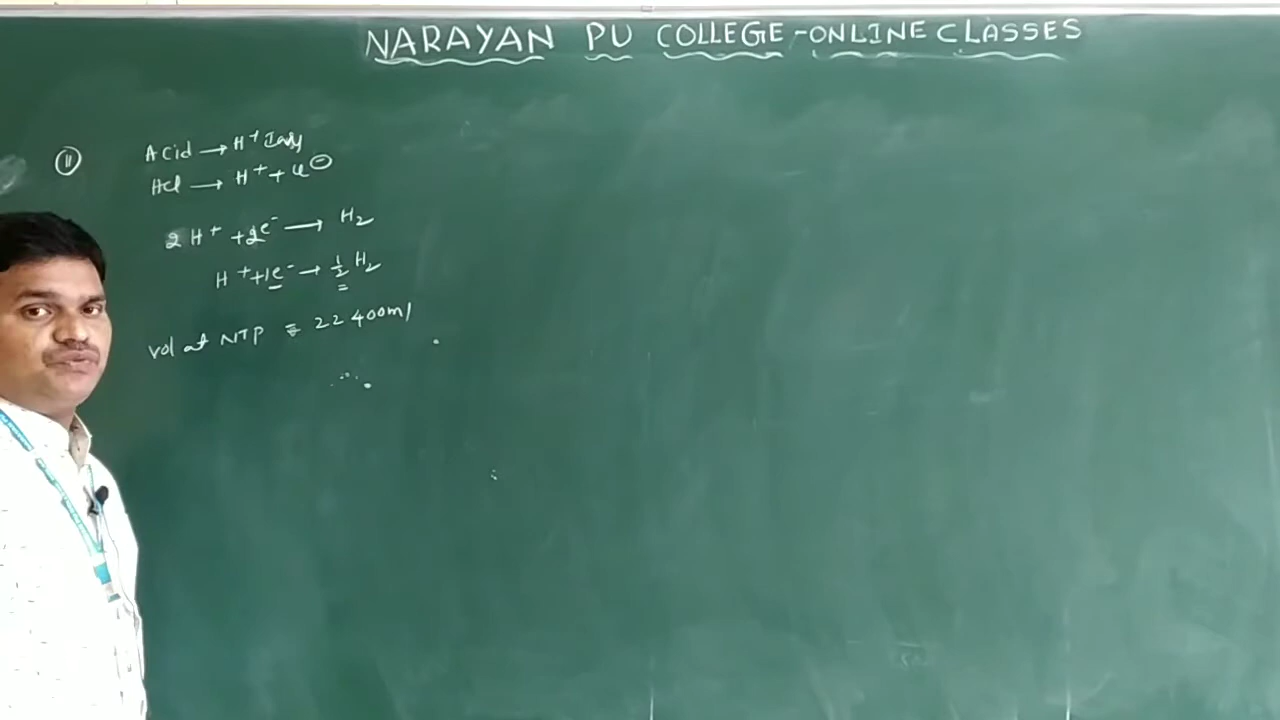 NARAYAN PU COLLEGE - ONLINE CLASSES
11 Acid → H⁺ Ions
Hcl → H⁺ + Cl⊖
2H⁺ + 2e⁻ → H₂
H⁺ + 1e⁻ → 1/2 H₂
Vol at NTP = 22400ml